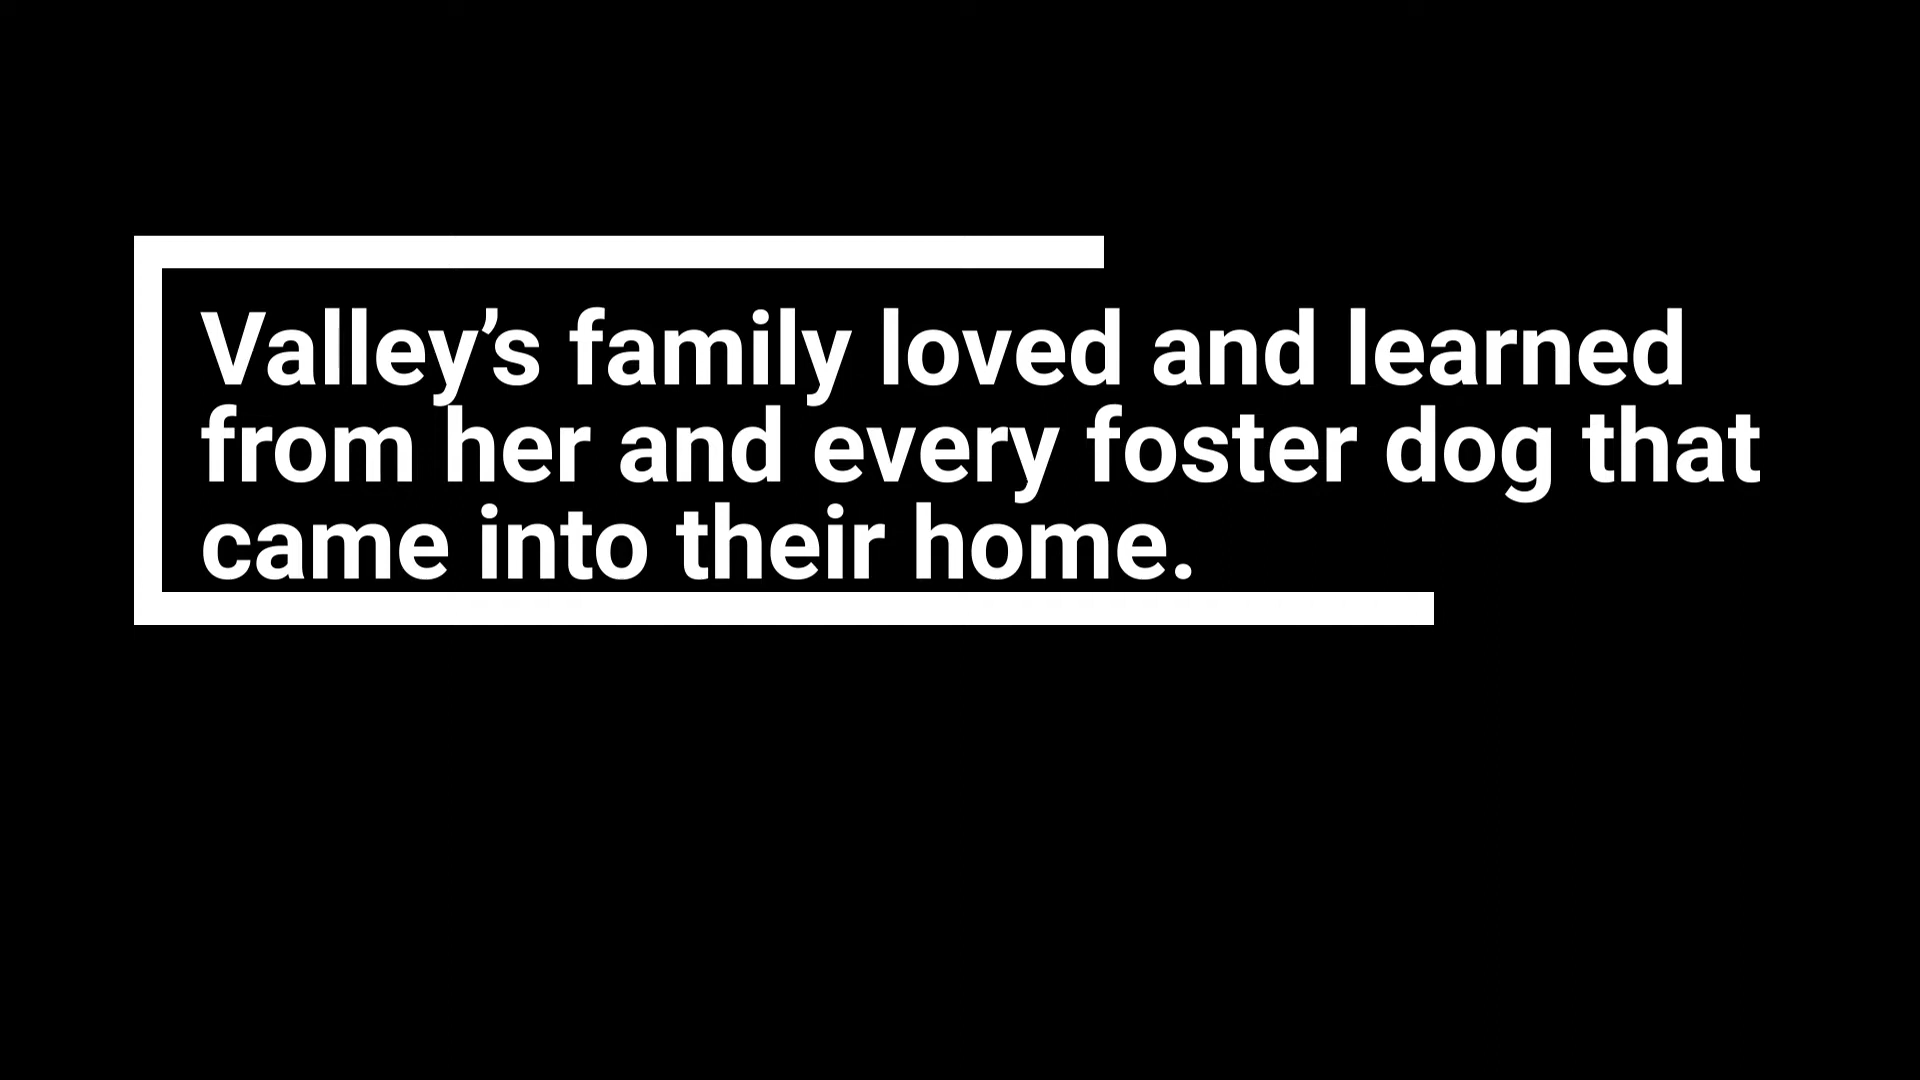 Valley’s family loved and learned
from her and every foster dog that
came into their home.